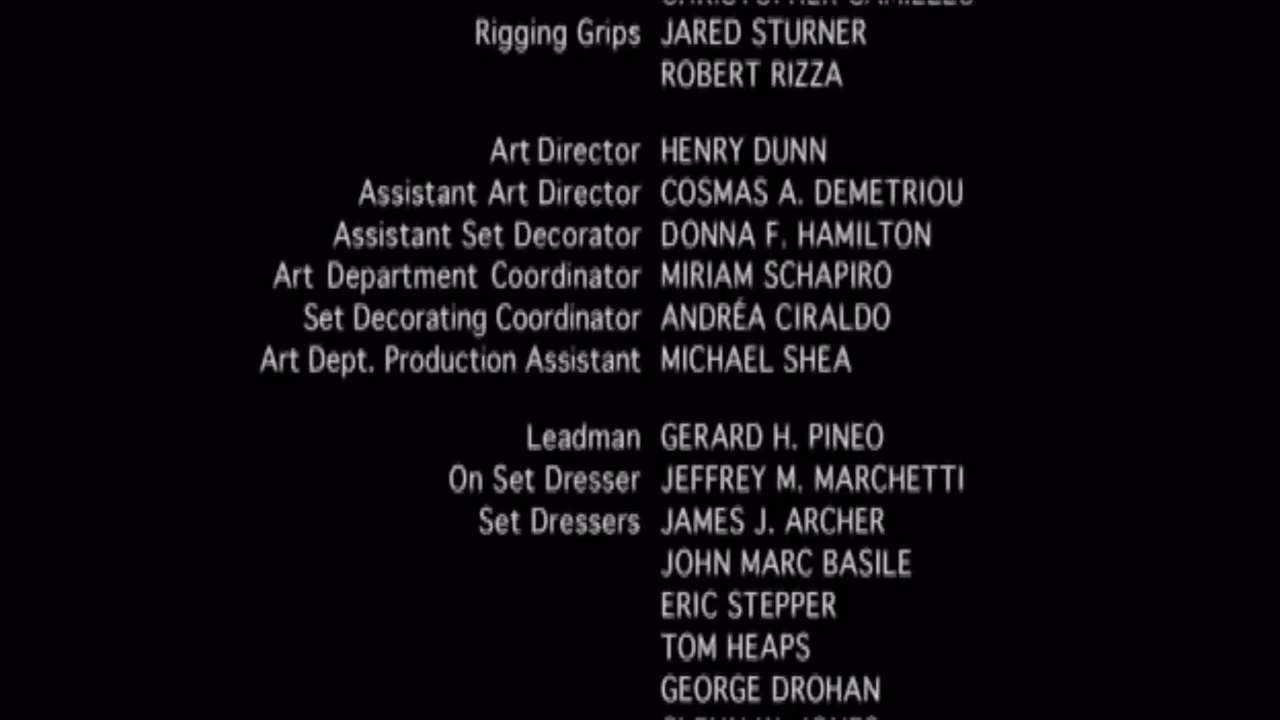 Rigging Grips JARED STURNER
ROBERT RIZZA
Art Director HENRY DUNN
Assistant Art Director COSMAS A. DEMETRIOU
Assistant Set Decorator DONNA F. HAMILTON
Art Department Coordinator MIRIAM SCHAPIRO
Set Decorating Coordinator ANDRÉA CIRALDO
Art Dept. Production Assistant MICHAEL SHEA
Leadman GERARD H. PINEO
On Set Dresser JEFFREY M. MARCHETTI
Set Dressers JAMES J. ARCHER
JOHN MARC BASILE
ERIC STEPPER
TOM HEAPS
GEORGE DROHAN